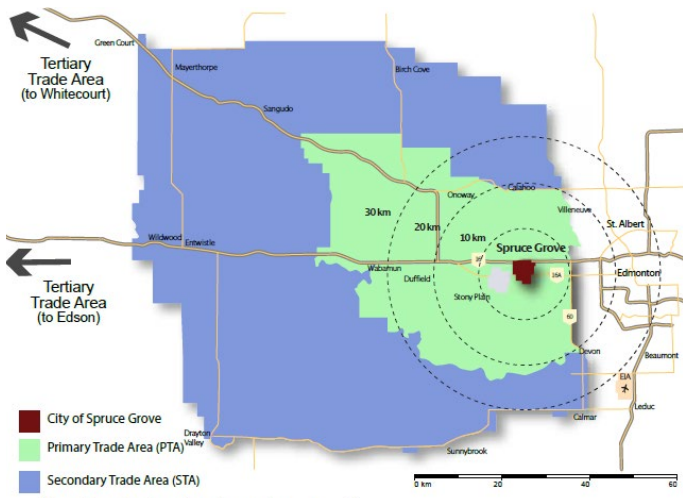 Tertiary
Trade Area
(to Whitecourt)
Green Court
Mayerthorpe
Birch Cove
Sangudo
Onoway
Calahoo
Villeneuve
30 km
20 km
10 km
St. Albert
Spruce Grove
Wildwood
Entwistle
Wabamun
Duffield
Stony Plain
16A
Edmonton
60
Tertiary
Trade Area
(to Edson)
Devon
Beaumont
EIA
Leduc
Calmar
Drayton
Valley
Sunnybrook
City of Spruce Grove
Primary Trade Area (PTA)
Secondary Trade Area (STA)
0 km
20
40
60